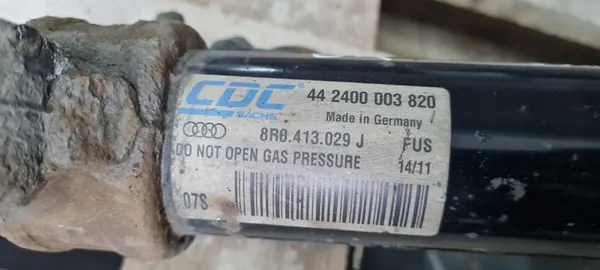 CDC 44 2400 003 820
SACHS Made in Germany
8R0.413.029 J FUS
DO NOT OPEN GAS PRESSURE 14/11
07S